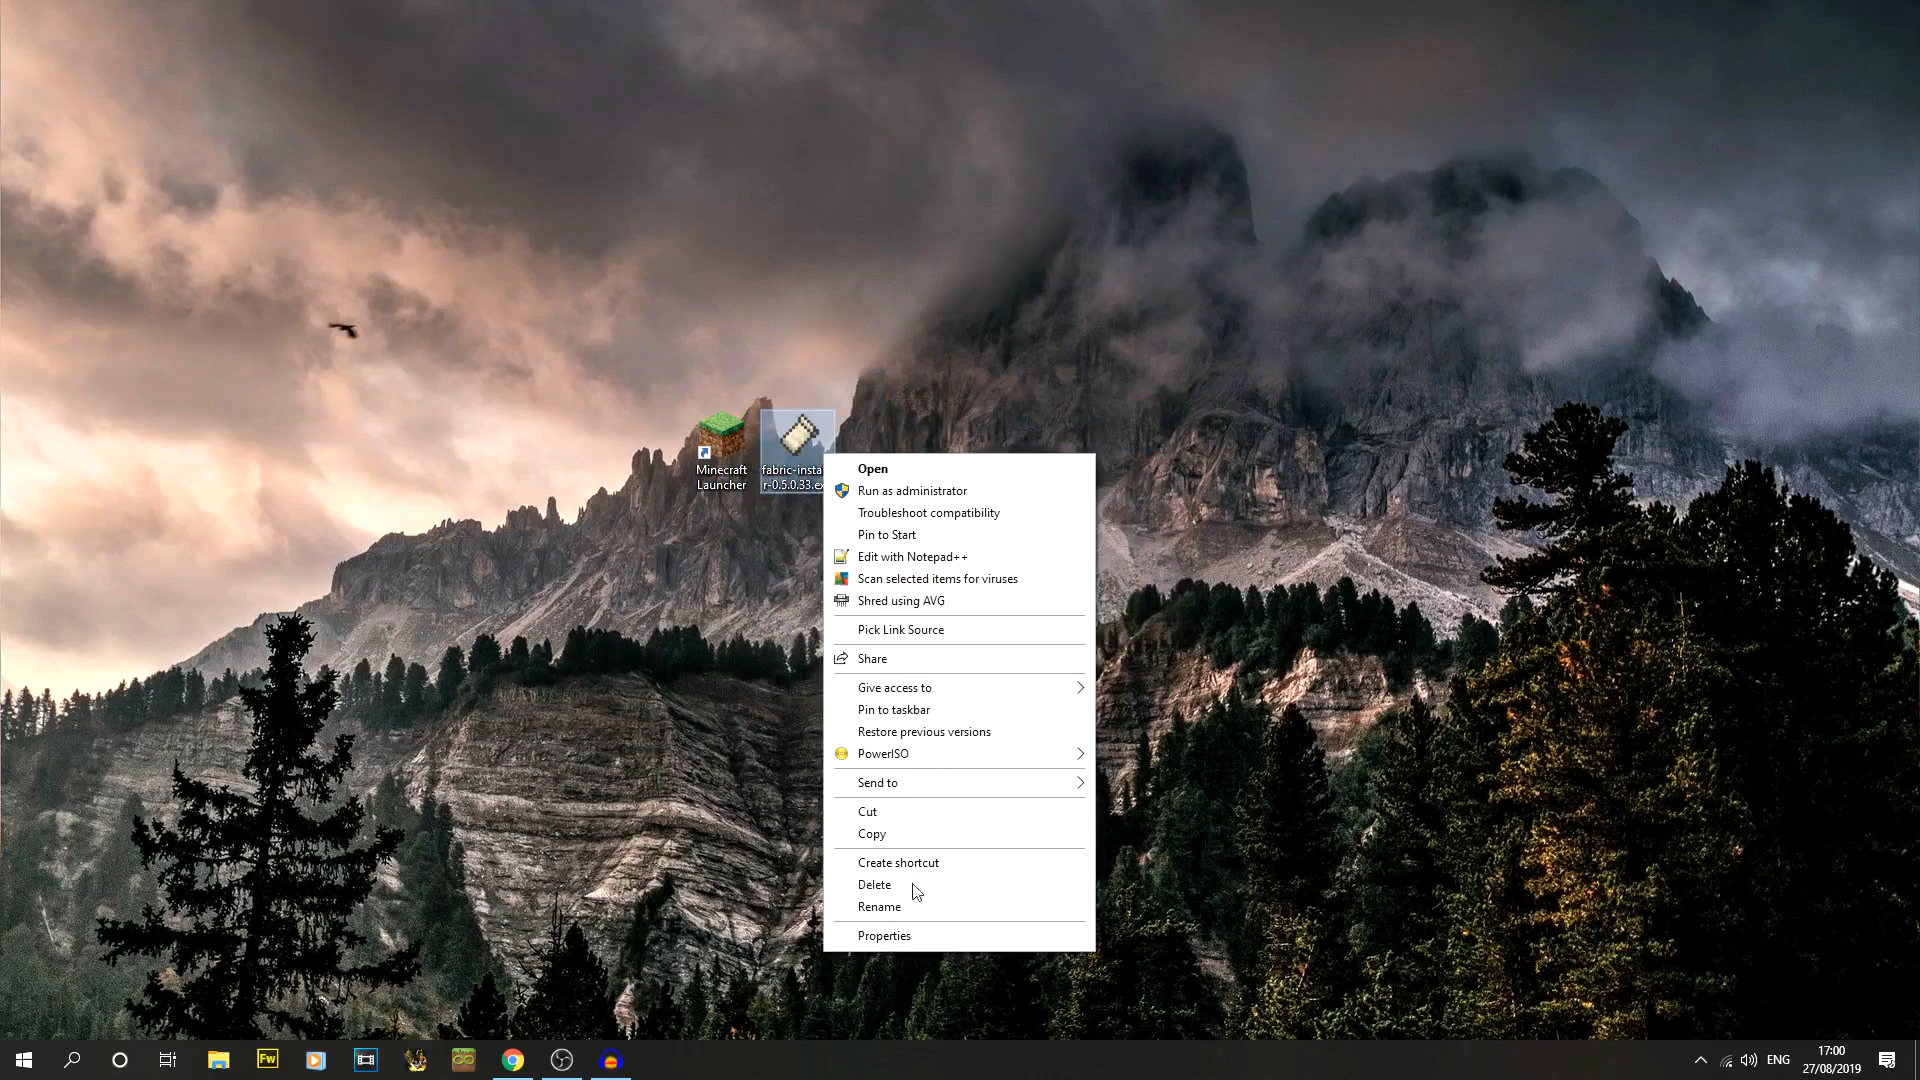 Minecraft
Launcher
fabric-insta
r-0.5.0.33.ex
Open
Run as administrator
Troubleshoot compatibility
Pin to Start
Edit with Notepad++
Scan selected items for viruses
Shred using AVG
Pick Link Source
Share
Give access to
Pin to taskbar
Restore previous versions
PowerISO
Send to
Cut
Copy
Create shortcut
Delete
Rename
Properties
Fw
ENG
17:00
27/08/2019